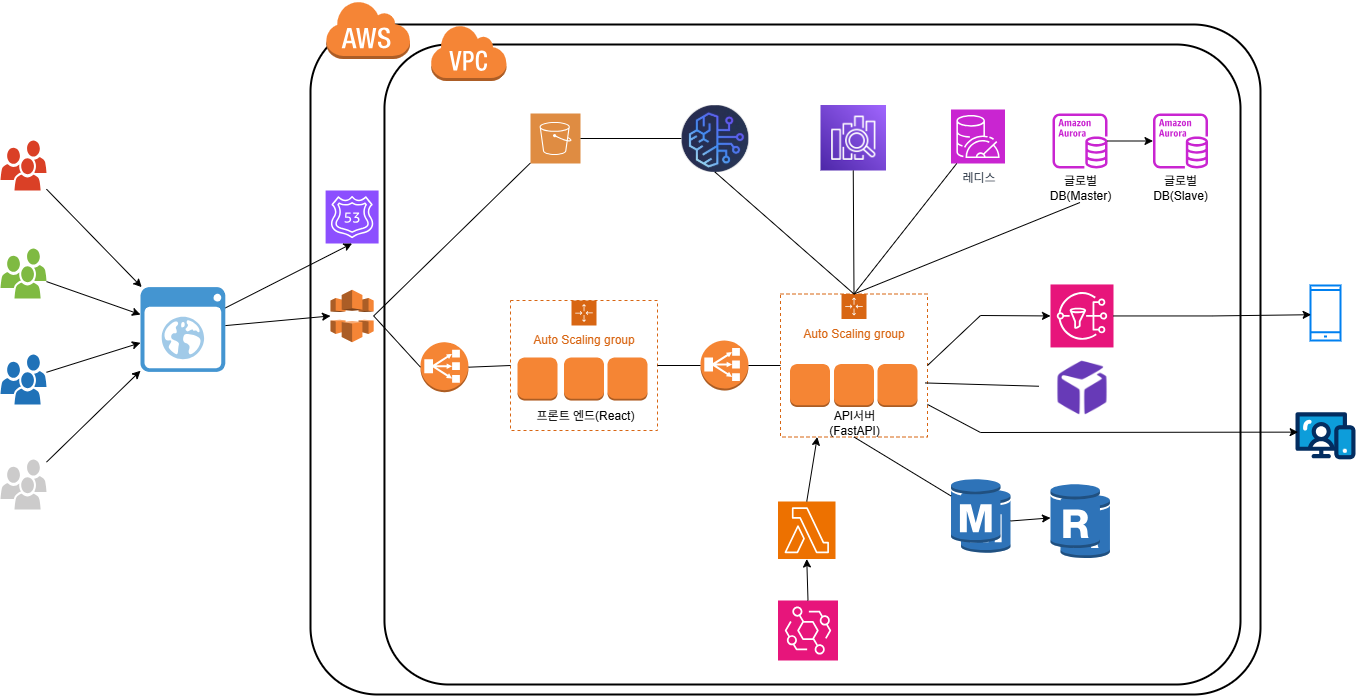 AWS
VPC
53
레디스
Amazon
Aurora
글로벌
DB(Master)
Amazon
Aurora
글로벌
DB(Slave)
Auto Scaling group
프론트 엔드(React)
Auto Scaling group
API서버
(FastAPI)
M
R